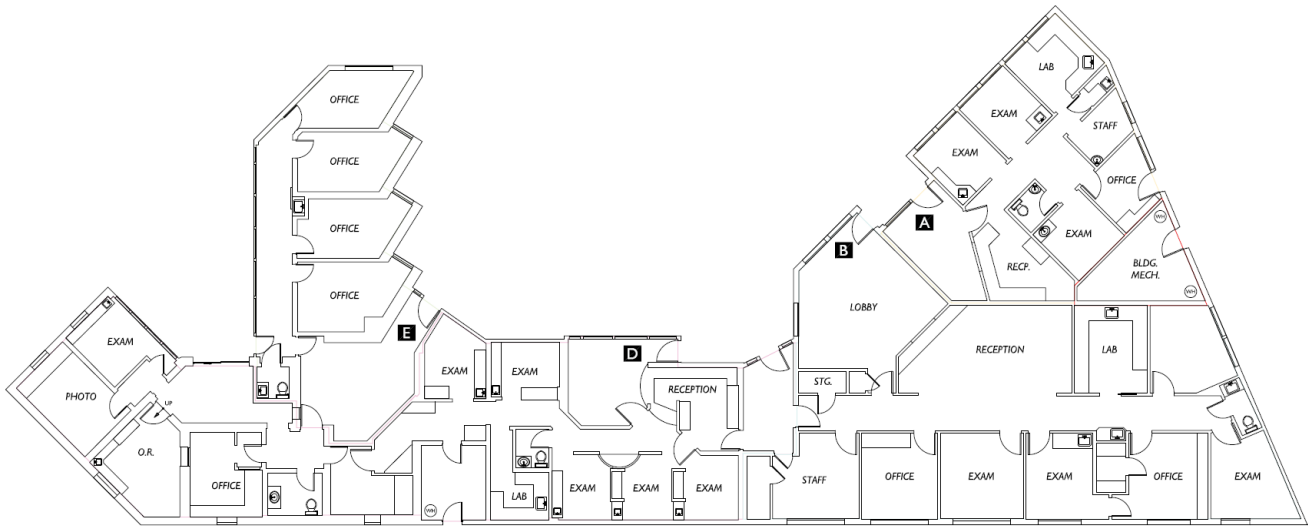 LAB
OFFICE
EXAM
STAFF
OFFICE
EXAM
OFFICE
A
EXAM
OFFICE
B
WH
BLDG.
MECH.
RECP.
OFFICE
WH
LOBBY
E
EXAM
D
RECEPTION
LAB
EXAM
EXAM
STG.
RECEPTION
PHOTO
UP
O.R.
OFFICE
LAB
EXAM
EXAM
EXAM
STAFF
OFFICE
EXAM
EXAM
OFFICE
EXAM
WH